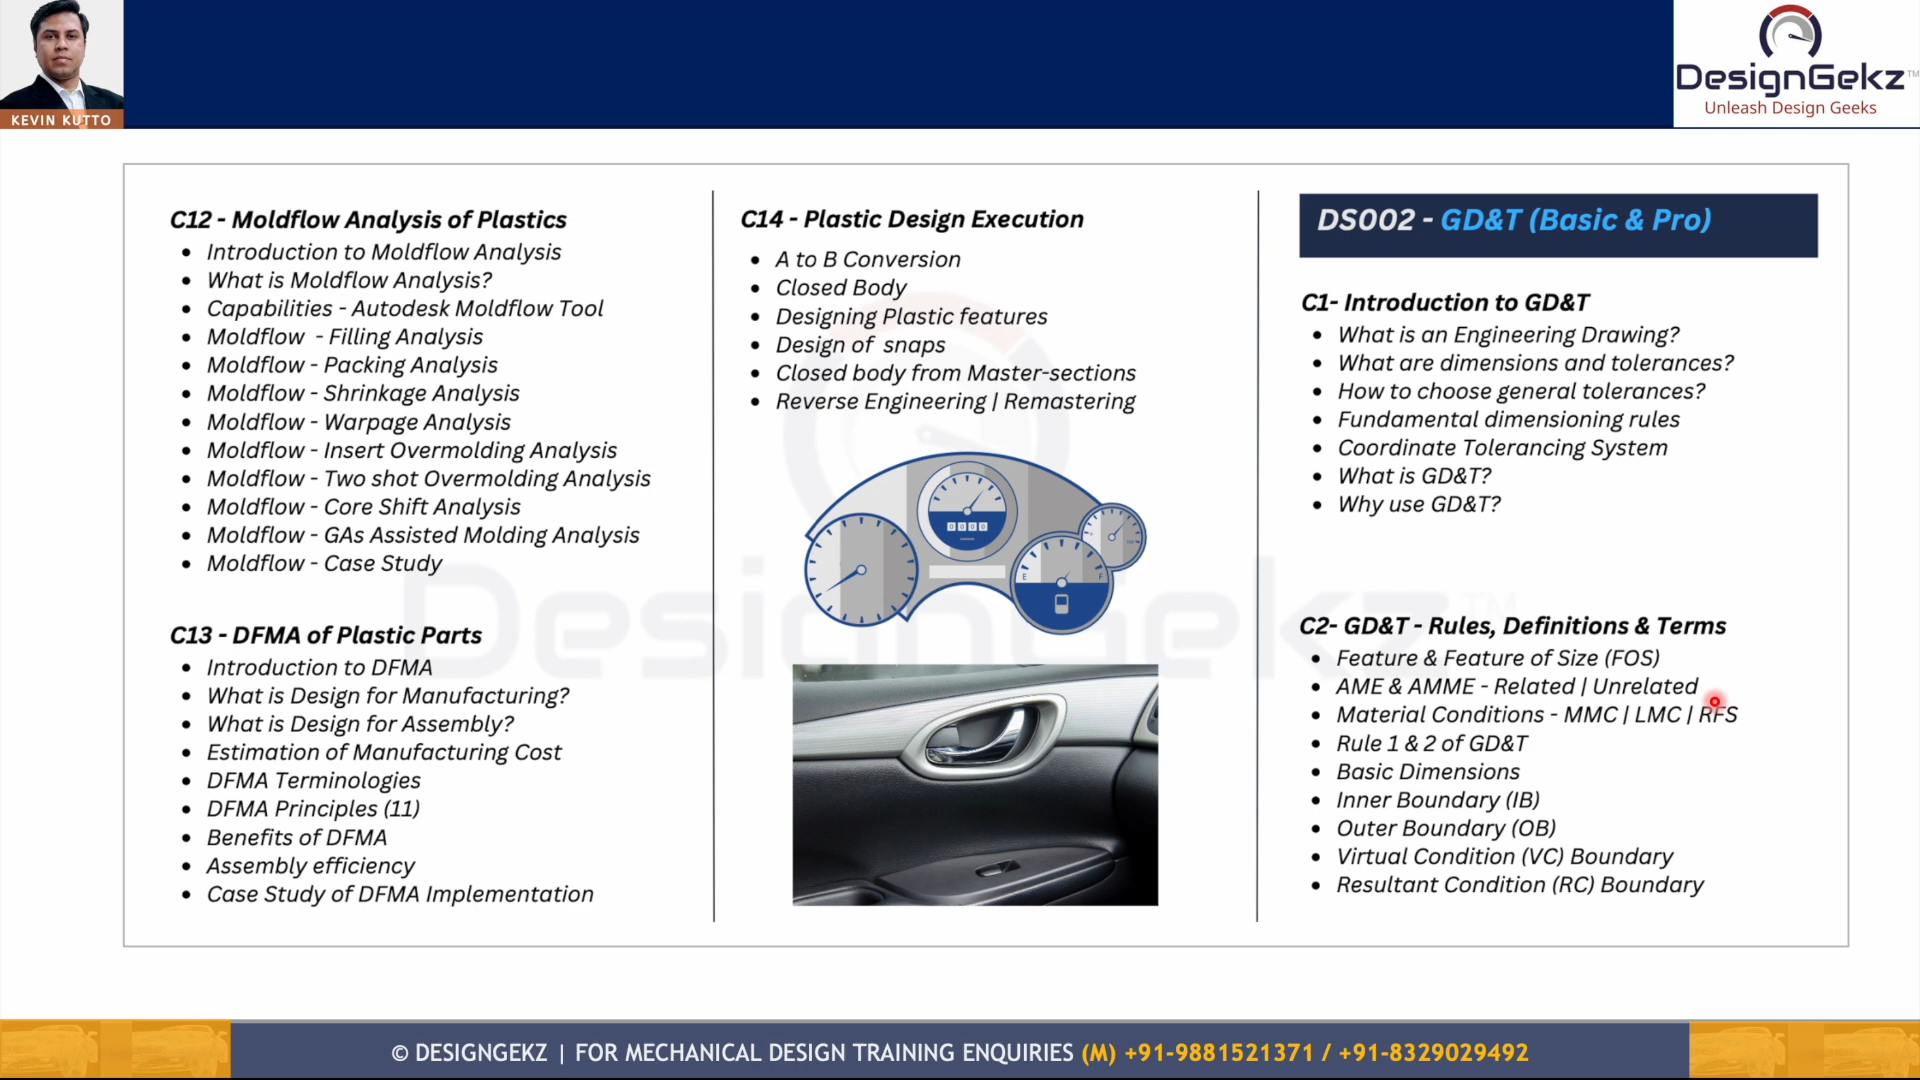 KEVIN KUTTO
DesignGekz™
Unleash Design Geeks
C12 - Moldflow Analysis of Plastics
• Introduction to Moldflow Analysis
• What is Moldflow Analysis?
• Capabilities - Autodesk Moldflow Tool
• Moldflow - Filling Analysis
• Moldflow - Packing Analysis
• Moldflow - Shrinkage Analysis
• Moldflow - Warpage Analysis
• Moldflow - Insert Overmolding Analysis
• Moldflow - Two shot Overmolding Analysis
• Moldflow - Core Shift Analysis
• Moldflow - GAs Assisted Molding Analysis
• Moldflow - Case Study
C13 - DFMA of Plastic Parts
• Introduction to DFMA
• What is Design for Manufacturing?
• What is Design for Assembly?
• Estimation of Manufacturing Cost
• DFMA Terminologies
• DFMA Principles (11)
• Benefits of DFMA
• Assembly efficiency
• Case Study of DFMA Implementation
C14 - Plastic Design Execution
• A to B Conversion
• Closed Body
• Designing Plastic features
• Design of snaps
• Closed body from Master-sections
• Reverse Engineering | Remastering
0000
E F
DS002 - GD&T (Basic & Pro)
C1- Introduction to GD&T
• What is an Engineering Drawing?
• What are dimensions and tolerances?
• How to choose general tolerances?
• Fundamental dimensioning rules
• Coordinate Tolerancing System
• What is GD&T?
• Why use GD&T?
C2- GD&T - Rules, Definitions & Terms
• Feature & Feature of Size (FOS)
• AME & AMME - Related | Unrelated
• Material Conditions - MMC | LMC | RFS
• Rule 1 & 2 of GD&T
• Basic Dimensions
• Inner Boundary (IB)
• Outer Boundary (OB)
• Virtual Condition (VC) Boundary
• Resultant Condition (RC) Boundary
DesignGekz™
© DESIGNGEKZ | FOR MECHANICAL DESIGN TRAINING ENQUIRIES (M) +91-9881521371 / +91-8329029492